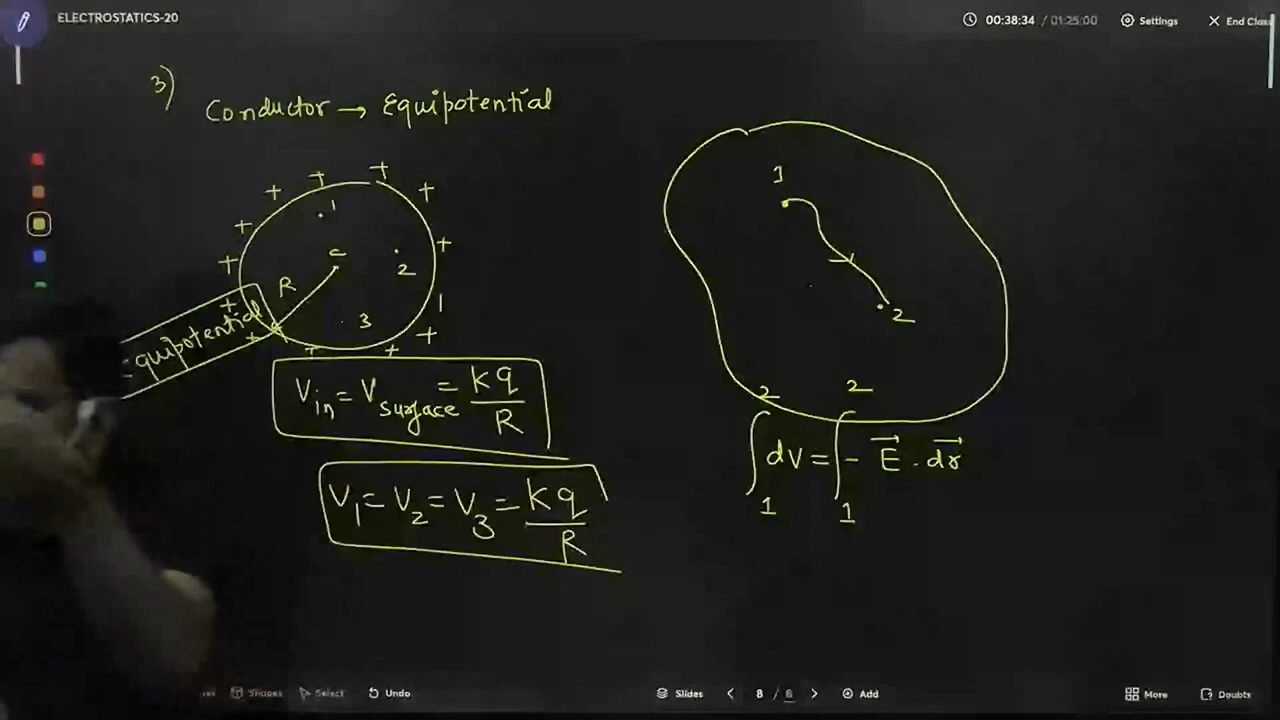 ELECTROSTATICS-20
00:38:34 / 01:25:00
Settings
End Class
3)
Conductor → Equipotential
+ + + + + + + + + + + +
1
c
2
R
3
Equipotential
V_in = V_surface = kq/R
V_1 = V_2 = V_3 = kq/R
1
2
∫_1^2 dV = ∫_1^2 - E⃗ . dr⃗
Shapes
Select
Undo
Slides
8 / 8
Add
More
Doubts